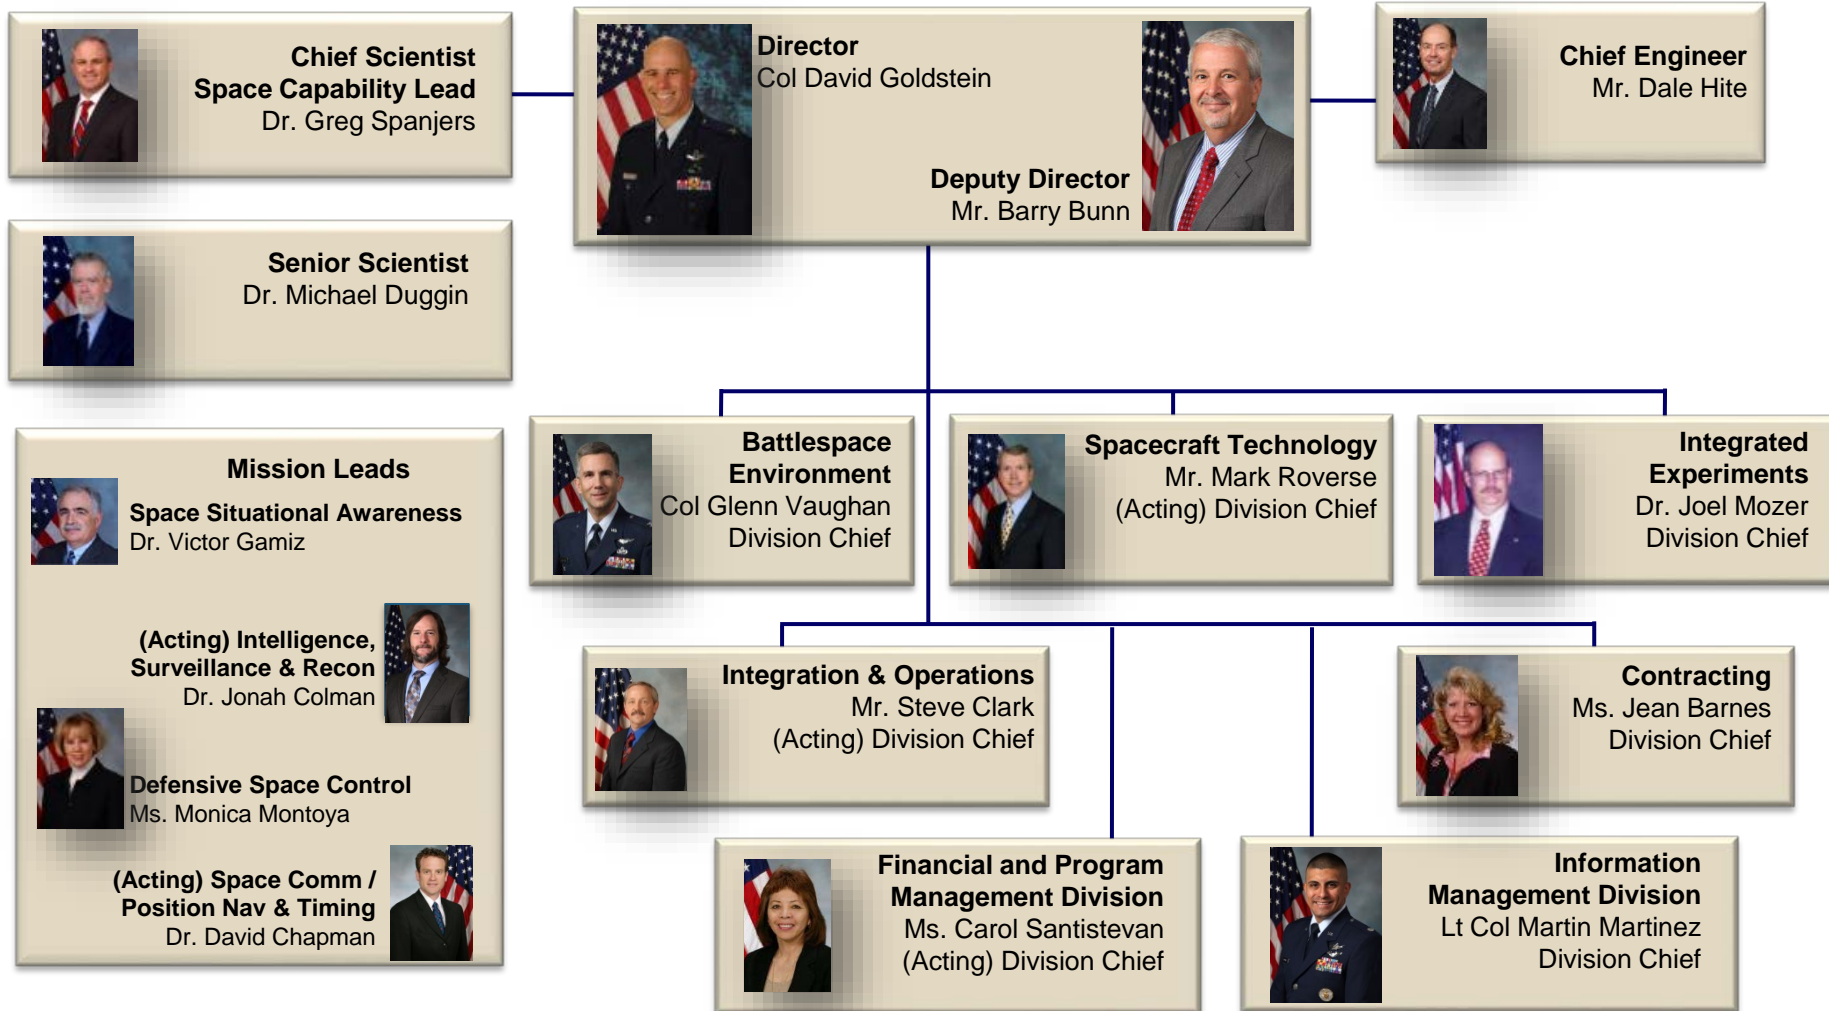 Chief Scientist
Space Capability Lead
Dr. Greg Spanjers
Director
Col David Goldstein
Deputy Director
Mr. Barry Bunn
Chief Engineer
Mr. Dale Hite
Senior Scientist
Dr. Michael Duggin
Mission Leads
Space Situational Awareness
Dr. Victor Gamiz
(Acting) Intelligence,
Surveillance & Recon
Dr. Jonah Colman
Defensive Space Control
Ms. Monica Montoya
(Acting) Space Comm /
Position Nav & Timing
Dr. David Chapman
Battlespace
Environment
Col Glenn Vaughan
Division Chief
Spacecraft Technology
Mr. Mark Roverse
(Acting) Division Chief
Integrated
Experiments
Dr. Joel Mozer
Division Chief
Integration & Operations
Mr. Steve Clark
(Acting) Division Chief
Contracting
Ms. Jean Barnes
Division Chief
Financial and Program
Management Division
Ms. Carol Santistevan
(Acting) Division Chief
Information
Management Division
Lt Col Martin Martinez
Division Chief